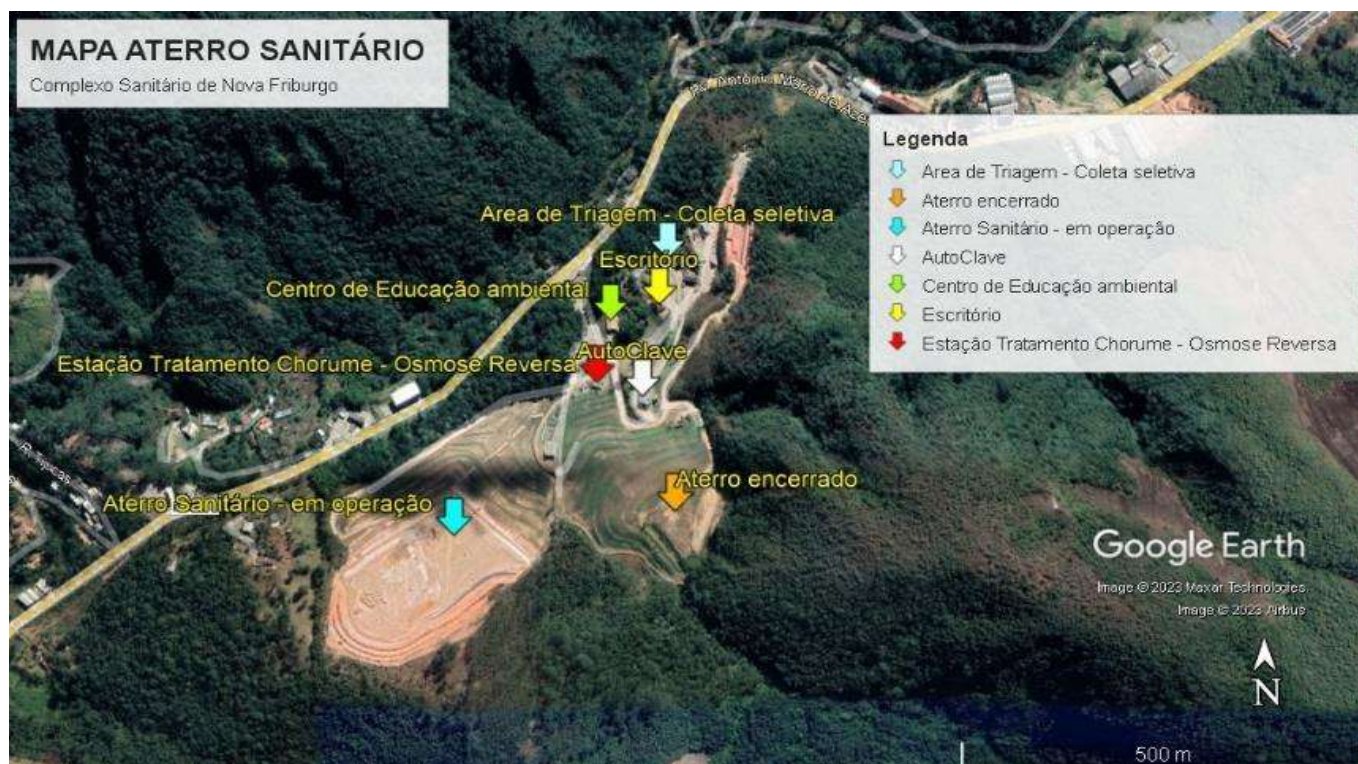 MAPA ATERRO SANITÁRIO
Complexo Sanitário de Nova Friburgo
Legenda
Area de Triagem - Coleta seletiva
Aterro encerrado
Aterro Sanitário - em operação
AutoClave
Centro de Educação ambiental
Escritório
Estação Tratamento Chorume - Osmose Reversa
Area de Triagem - Coleta seletiva
Escritório
Centro de Educação ambiental
AutoClave
Estação Tratamento Chorume - Osmose Reversa
Aterro encerrado
Aterro Sanitário - em operação
Google Earth
Image © 2023 Maxar Technologies
Image © 2023 Airbus
N
500 m